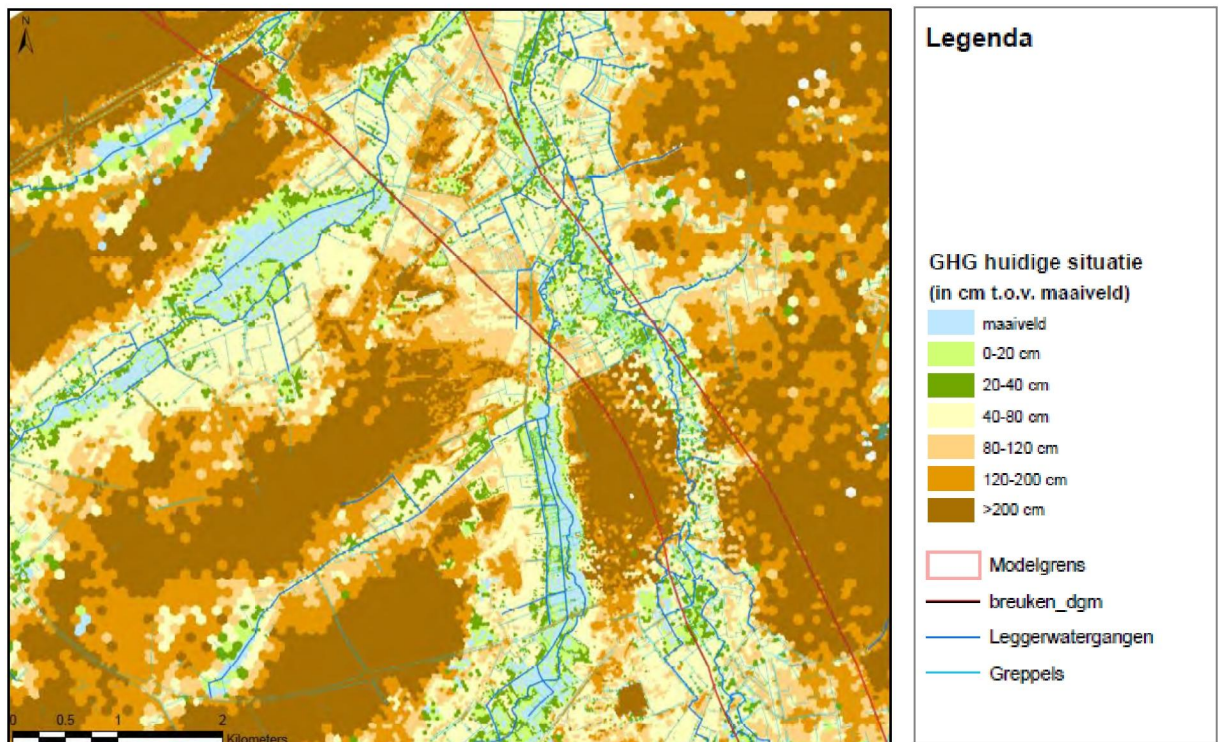 N
0 0.5 1 2
Kilometers
Legenda
GHG huidige situatie
(in cm t.o.v. maaiveld)
maaiveld
0-20 cm
20-40 cm
40-80 cm
80-120 cm
120-200 cm
>200 cm
Modelgrens
breuken_dgm
Leggerwatergangen
Greppels